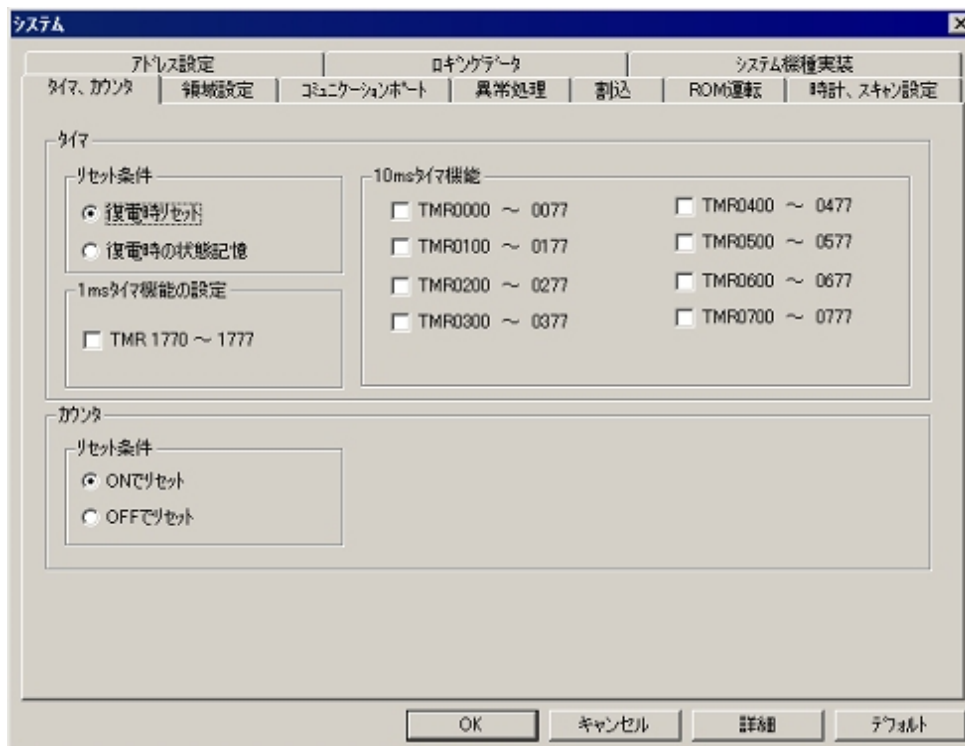 システム
アドレス設定
ロギングデータ
システム機種実装
タイマ、カウンタ
領域設定
コミュニケーションポート
異常処理
割込
ROM運転
時計、スキャン設定
タイマ
リセット条件
復電時リセット
復電時の状態記憶
1msタイマ機能の設定
TMR 1770 ～ 1777
10msタイマ機能
TMR0000 ～ 0077
TMR0100 ～ 0177
TMR0200 ～ 0277
TMR0300 ～ 0377
TMR0400 ～ 0477
TMR0500 ～ 0577
TMR0600 ～ 0677
TMR0700 ～ 0777
カウンタ
リセット条件
ONでリセット
OFFでリセット
OK
キャンセル
詳細
デフォルト